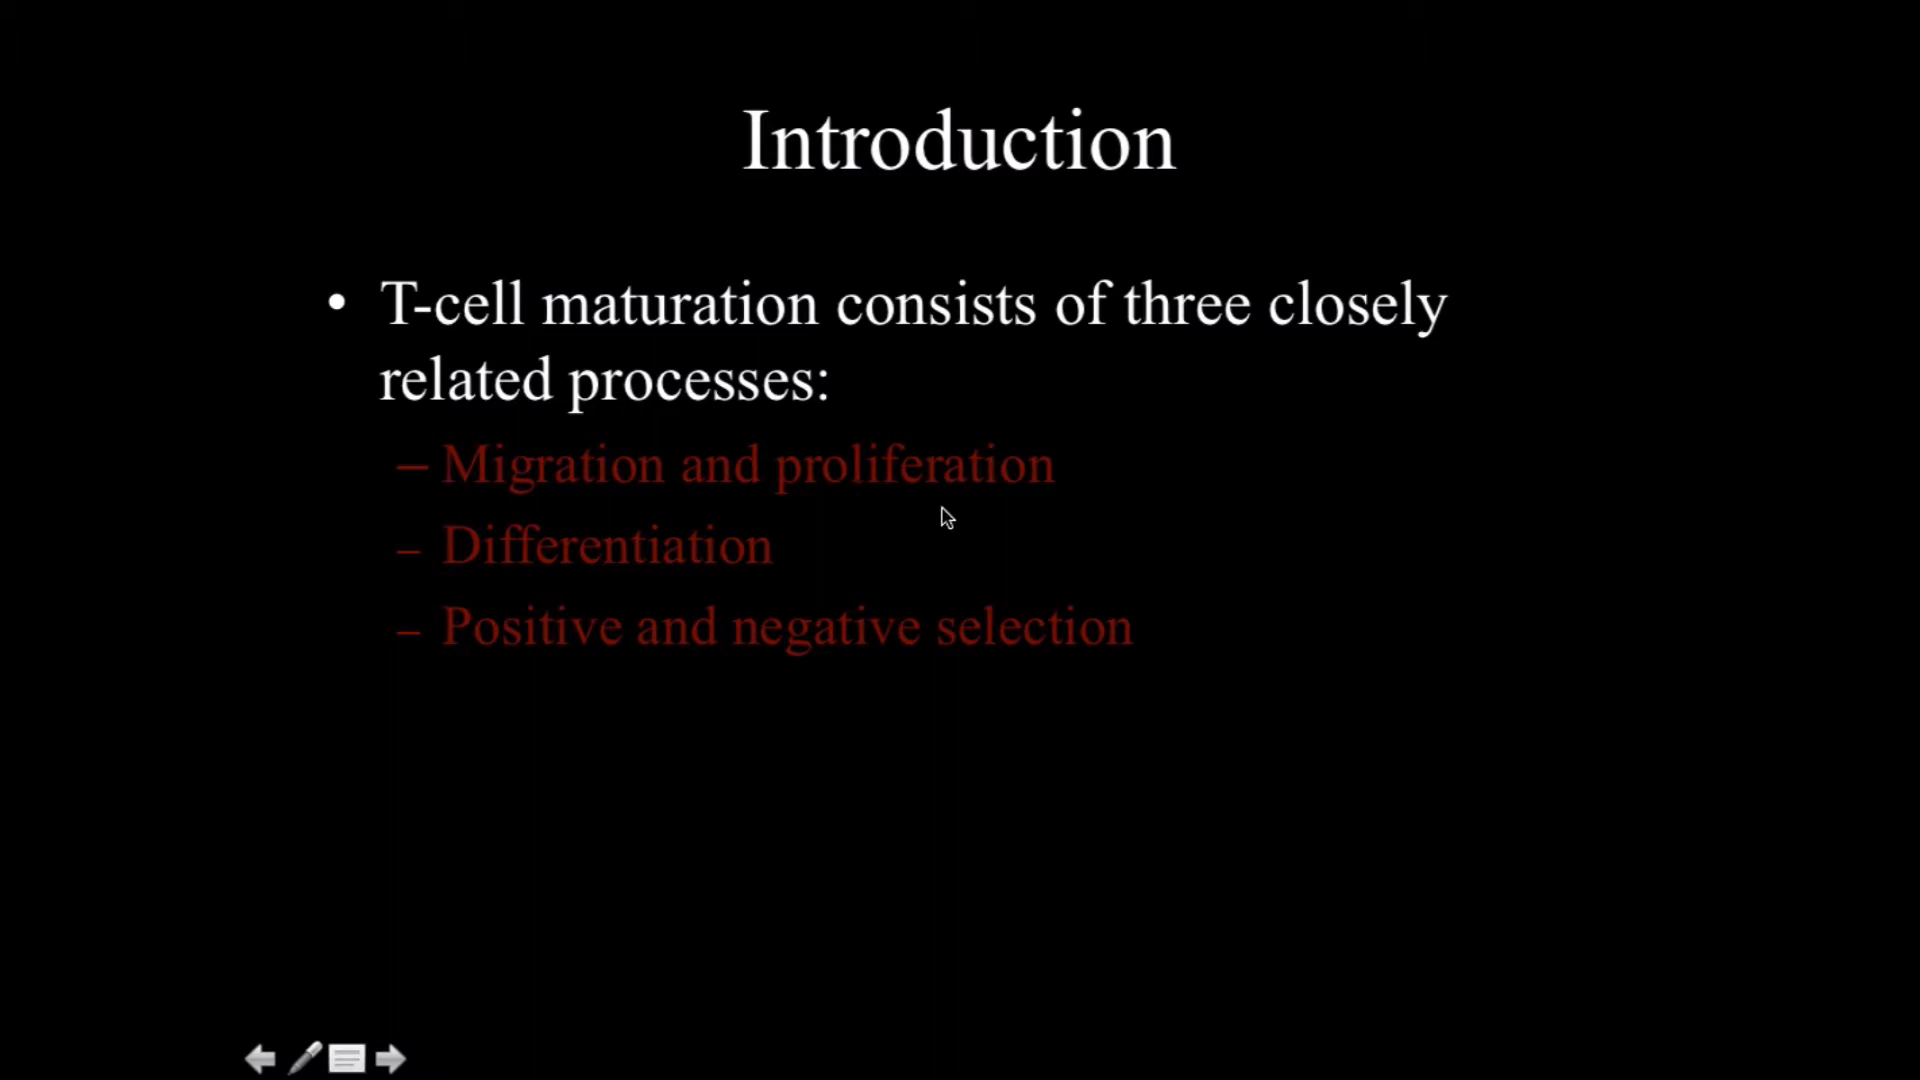 Introduction
• T-cell maturation consists of three closely
related processes:
– Migration and proliferation
– Differentiation
– Positive and negative selection